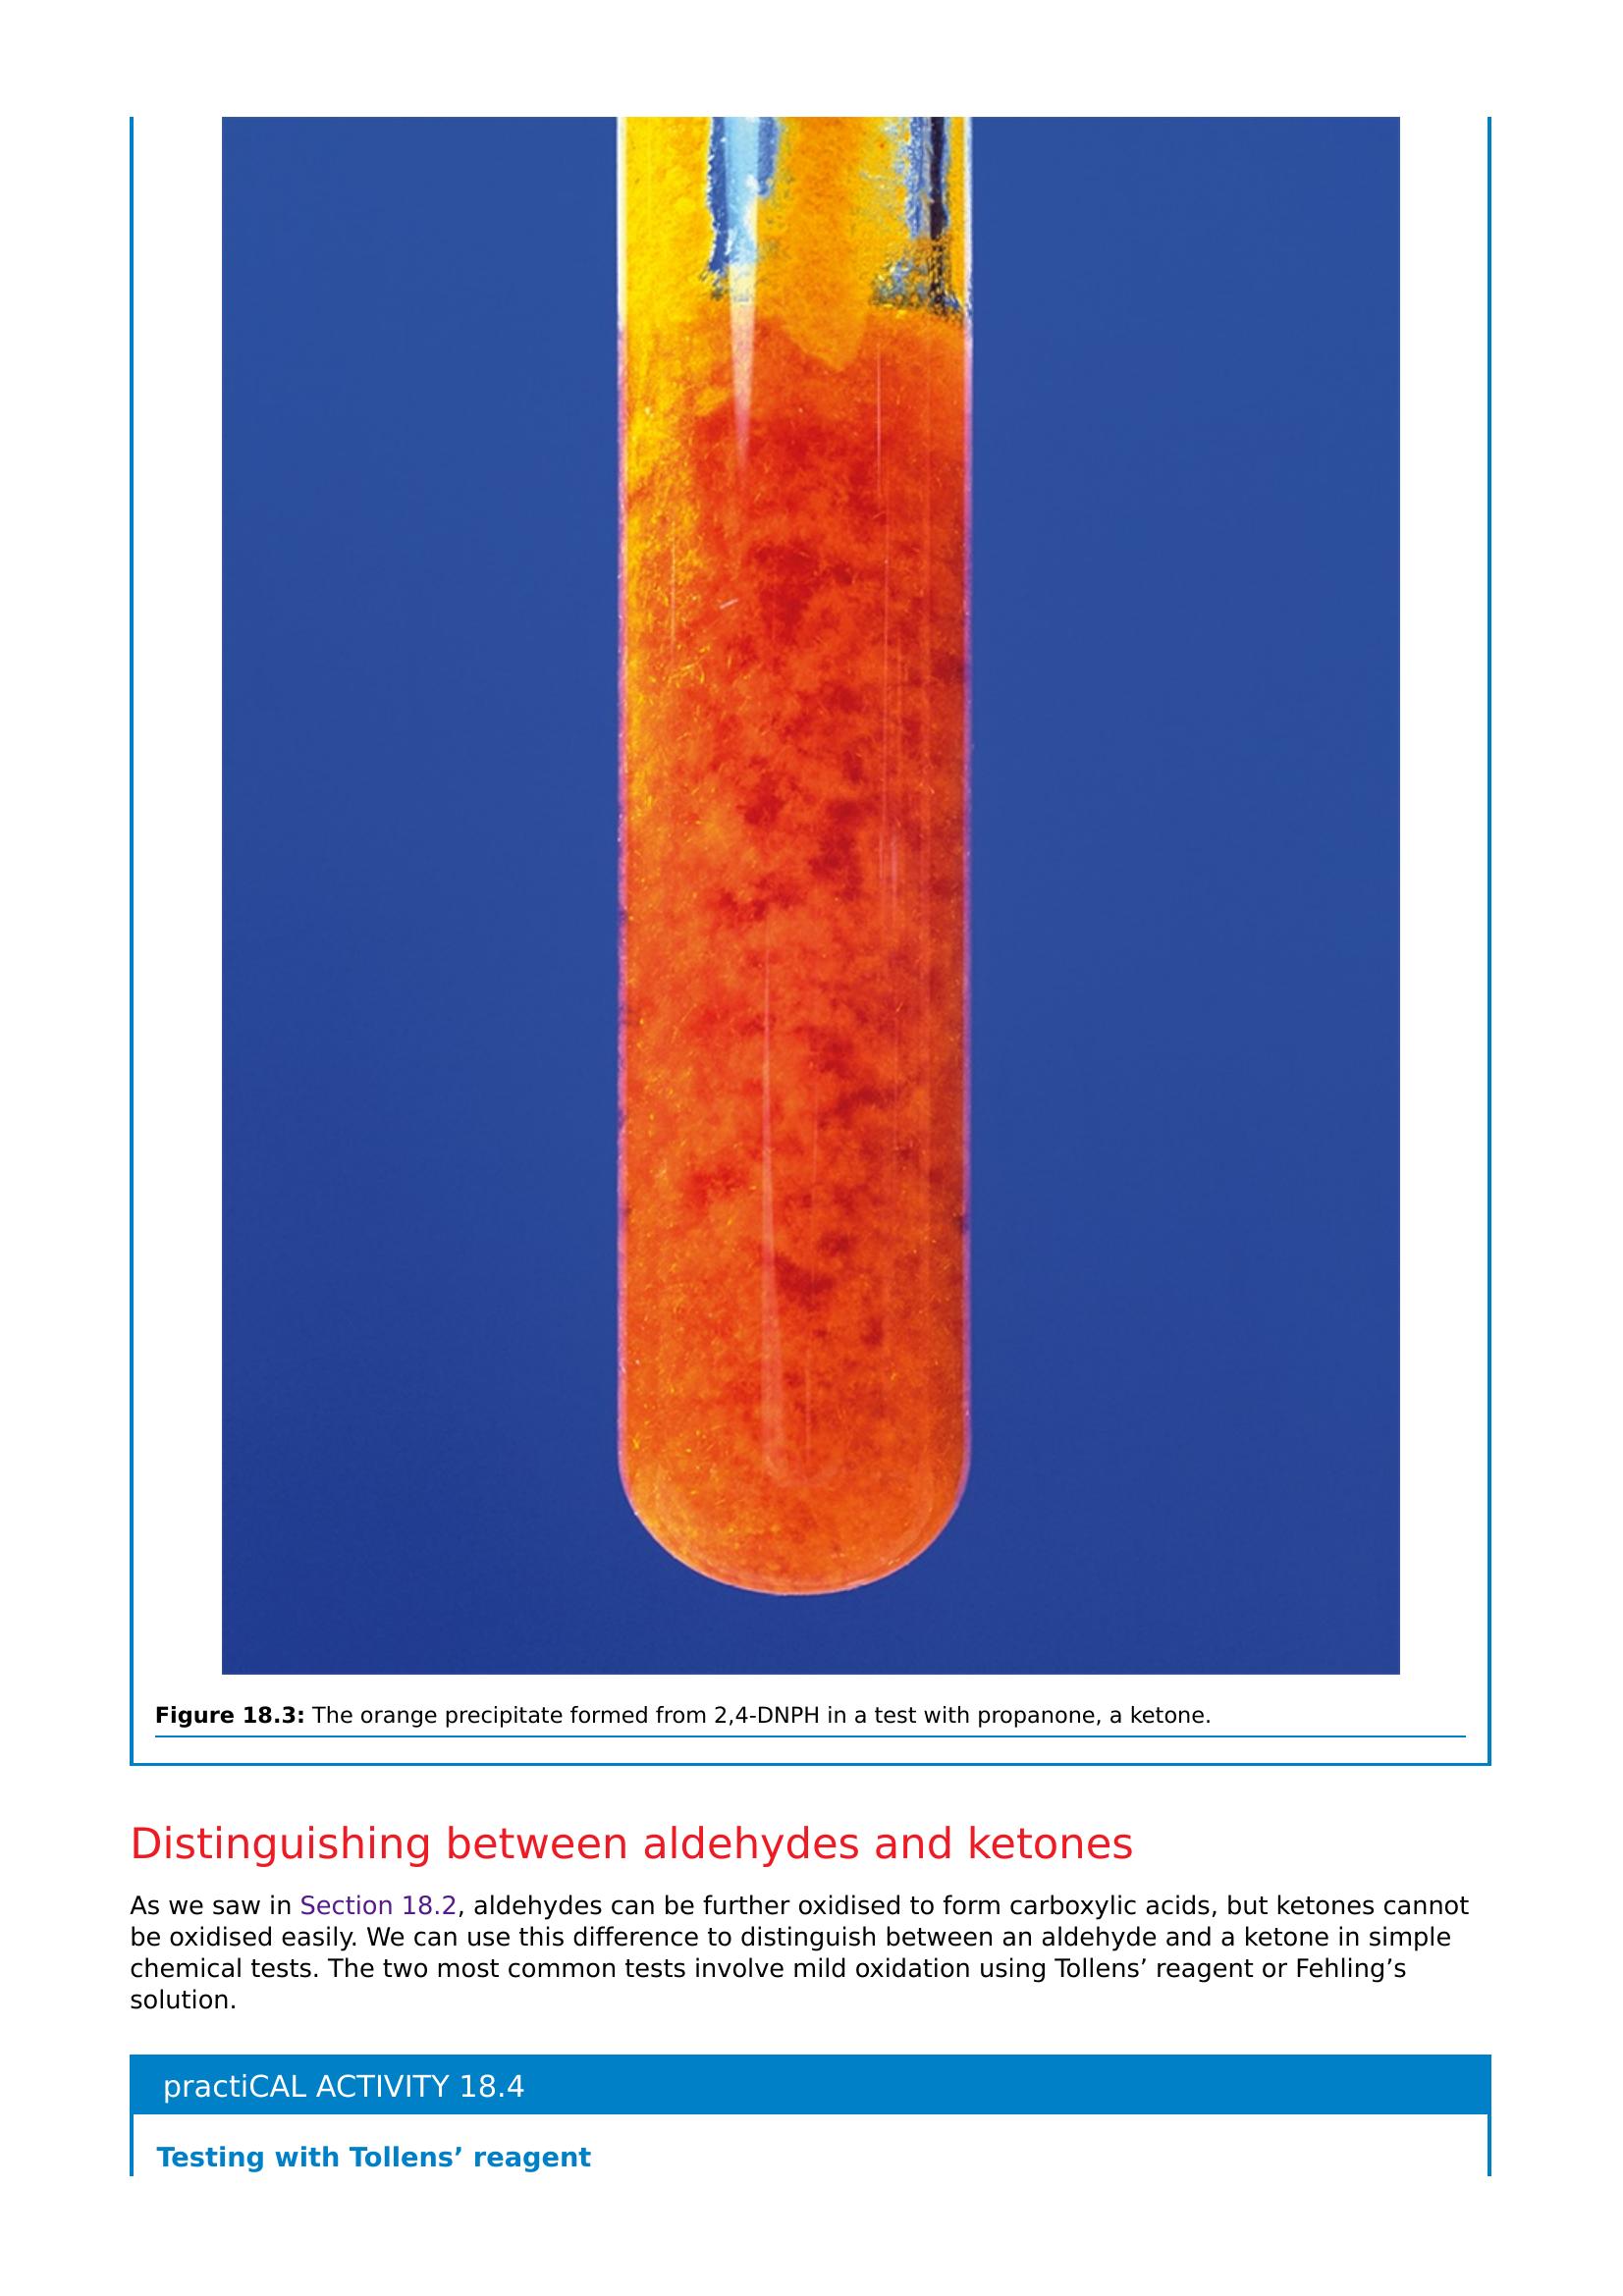 Figure 18.3: The orange precipitate formed from 2,4-DNPH in a test with propanone, a ketone.
Distinguishing between aldehydes and ketones
As we saw in Section 18.2, aldehydes can be further oxidised to form carboxylic acids, but ketones cannot
be oxidised easily. We can use this difference to distinguish between an aldehyde and a ketone in simple
chemical tests. The two most common tests involve mild oxidation using Tollens’ reagent or Fehling’s
solution.
practiCAL ACTIVITY 18.4
Testing with Tollens’ reagent